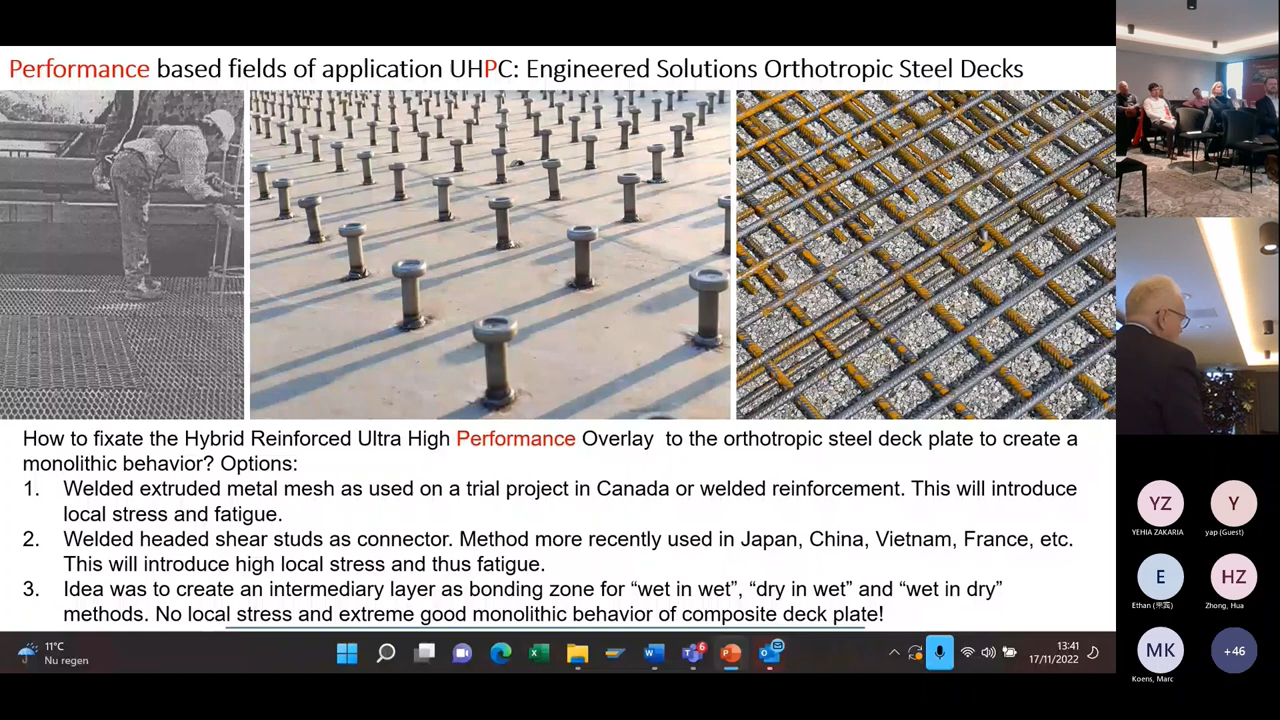 Performance based fields of application UHPC: Engineered Solutions Orthotropic Steel Decks
How to fixate the Hybrid Reinforced Ultra High Performance Overlay to the orthotropic steel deck plate to create a
monolithic behavior? Options:
1. Welded extruded metal mesh as used on a trial project in Canada or welded reinforcement. This will introduce
local stress and fatigue.
2. Welded headed shear studs as connector. Method more recently used in Japan, China, Vietnam, France, etc.
This will introduce high local stress and thus fatigue.
3. Idea was to create an intermediary layer as bonding zone for “wet in wet”, “dry in wet” and “wet in dry”
methods. No local stress and extreme good monolithic behavior of composite deck plate!
YZ
YEHIA ZAKARIA
Y
yap (Guest)
E
HZ
Zhong, Hua
MK
Koens, Marc
+46
11°C
Nu regen
6
13:41
17/11/2022